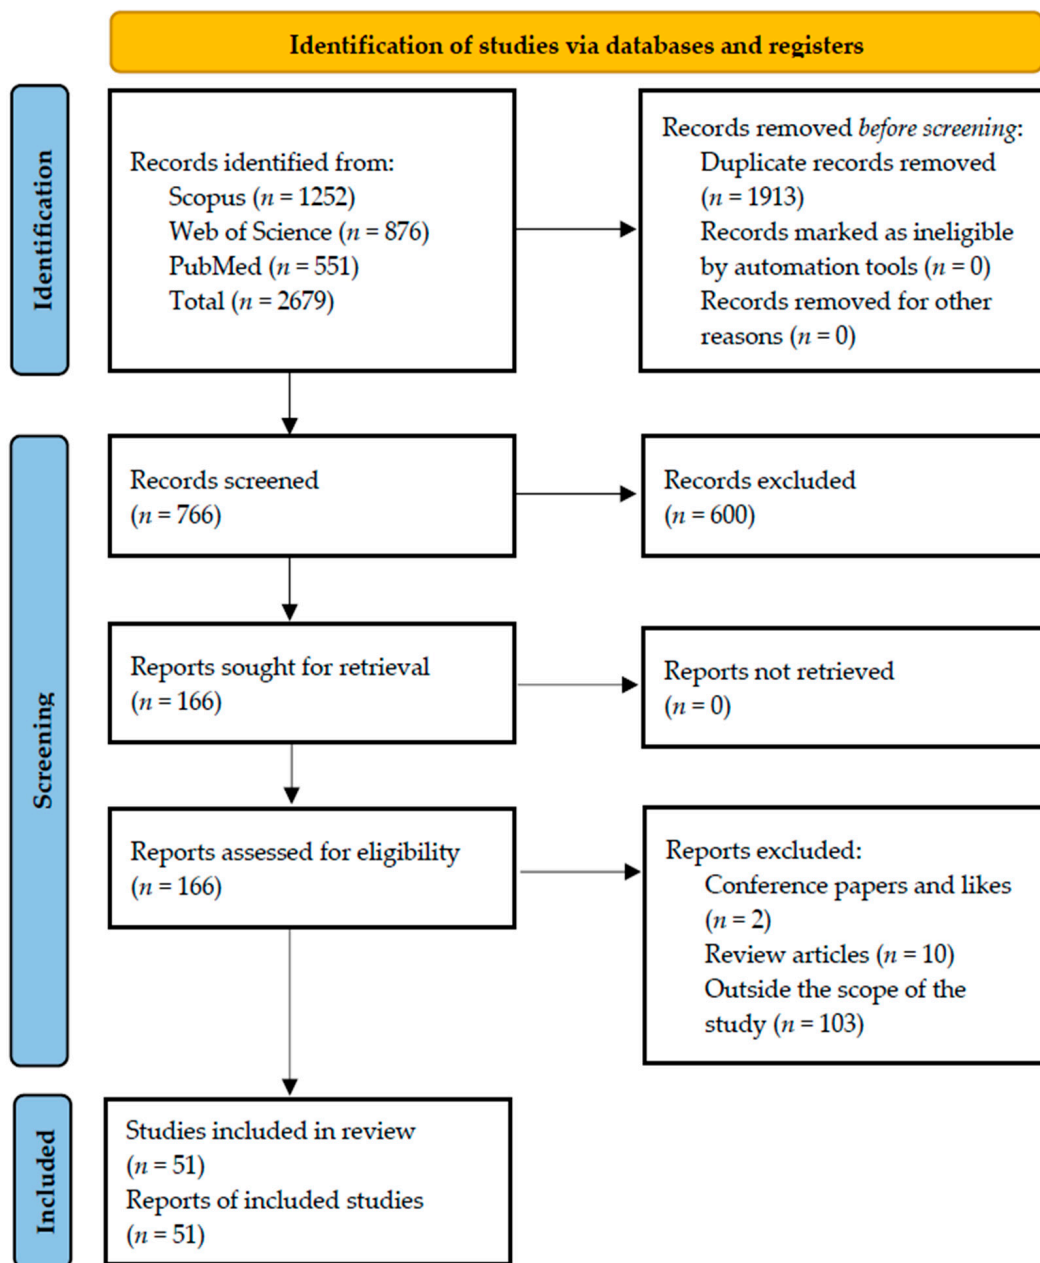 Identification of studies via databases and registers
Identification
Records identified from:
Scopus (n = 1252)
Web of Science (n = 876)
PubMed (n = 551)
Total (n = 2679)
Records removed before screening:
Duplicate records removed
(n = 1913)
Records marked as ineligible
by automation tools (n = 0)
Records removed for other
reasons (n = 0)
Screening
Records screened
(n = 766)
Records excluded
(n = 600)
Reports sought for retrieval
(n = 166)
Reports not retrieved
(n = 0)
Reports assessed for eligibility
(n = 166)
Reports excluded:
Conference papers and likes
(n = 2)
Review articles (n = 10)
Outside the scope of the
study (n = 103)
Included
Studies included in review
(n = 51)
Reports of included studies
(n = 51)